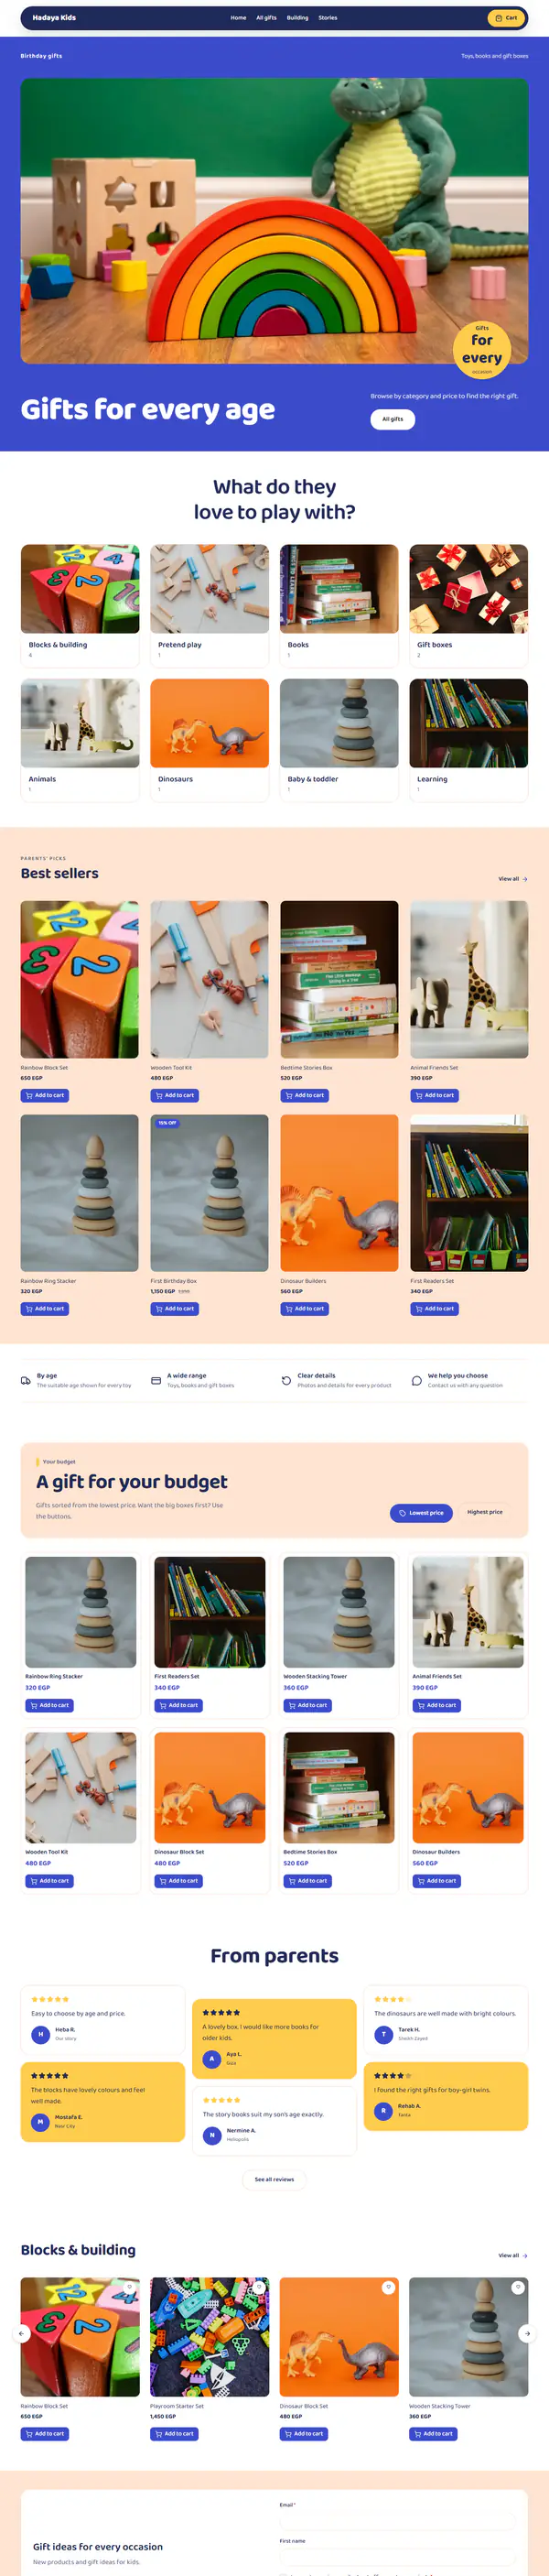 Hadaya Kids
Home
All gifts
Building
Stories
Cart
Birthday gifts
Toys, books and gift boxes
Gifts
for
every
occasion
Gifts for every age
Browse by category and price to find the right gift.
All gifts
What do they
love to play with?
Blocks & building
4
Pretend play
1
Books
1
Gift boxes
2
Animals
1
Dinosaurs
1
Baby & toddler
1
Learning
1
PARENTS' PICKS
Best sellers
View all
Rainbow Block Set
650 EGP
Add to cart
Wooden Tool Kit
480 EGP
Add to cart
Bedtime Stories Box
520 EGP
Add to cart
Animal Friends Set
390 EGP
Add to cart
Rainbow Ring Stacker
320 EGP
Add to cart
15% OFF
First Birthday Box
1,150 EGP
Add to cart
Dinosaur Builders
560 EGP
Add to cart
First Readers Set
340 EGP
Add to cart
By age
The suitable age shown for every toy
A wide range
Toys, books and gift boxes
Clear details
Photos and details for every product
We help you choose
Contact us with any question
Your budget
A gift for your budget
Gifts sorted from the lowest price. Want the big boxes first? Use
the buttons.
Lowest price
Highest price
Rainbow Ring Stacker
320 EGP
Add to cart
First Readers Set
340 EGP
Add to cart
Wooden Stacking Tower
360 EGP
Add to cart
Animal Friends Set
390 EGP
Add to cart
Wooden Tool Kit
480 EGP
Add to cart
Dinosaur Block Set
480 EGP
Add to cart
Bedtime Stories Box
520 EGP
Add to cart
Dinosaur Builders
560 EGP
Add to cart
From parents
Easy to choose by age and price.
H
Heba R.
The blocks have lovely colours and feel
well made.
M
Mostafa E.
Nasr City
A lovely box. I would like more books for
older kids.
A
Aya L.
Giza
The story books suit my son's age exactly.
N
Nermine A.
Heliopolis
The dinosaurs are well made with bright colours.
T
Tarek H.
Sheikh Zayed
I found the right gifts for boy-girl twins.
R
Rehab A.
Tanta
See all reviews
Blocks & building
View all
Rainbow Block Set
650 EGP
Add to cart
Playroom Starter Set
1,450 EGP
Add to cart
Dinosaur Block Set
480 EGP
Add to cart
Wooden Stacking Tower
360 EGP
Add to cart
Gift ideas for every occasion
New products and gift ideas for kids.
Email *
First name